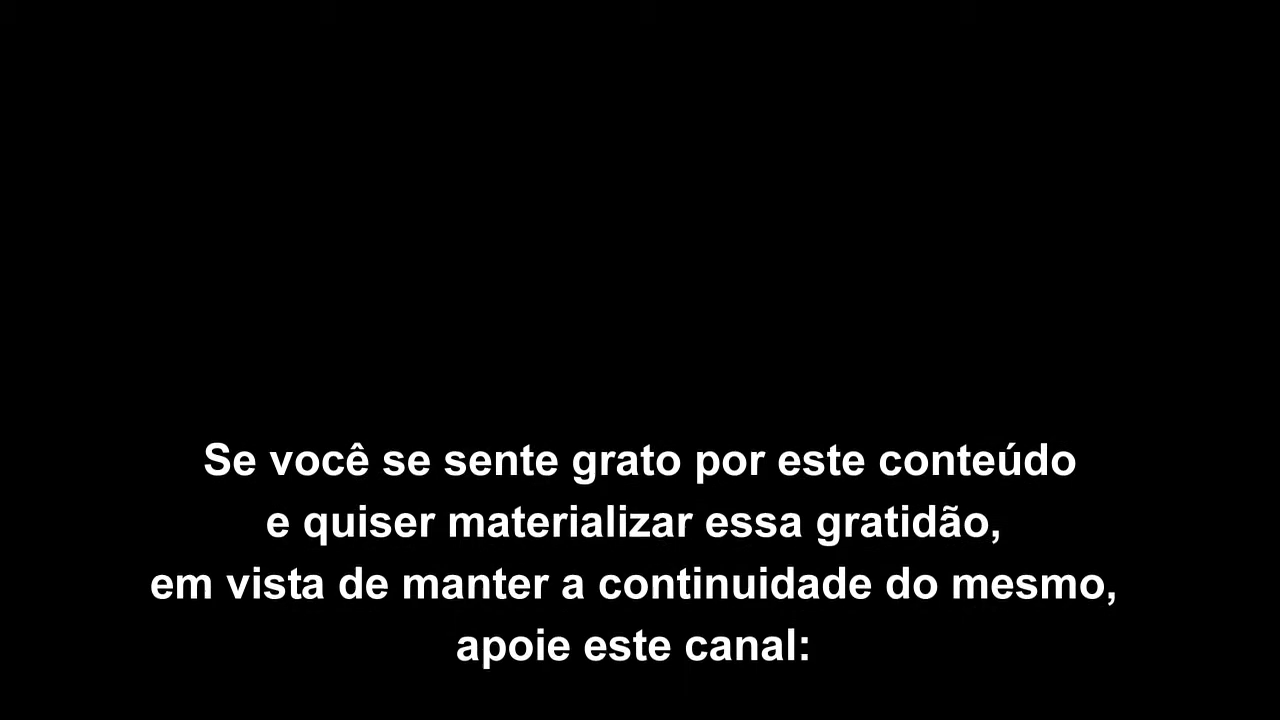 Se você se sente grato por este conteúdo
e quiser materializar essa gratidão,
em vista de manter a continuidade do mesmo,
apoie este canal: